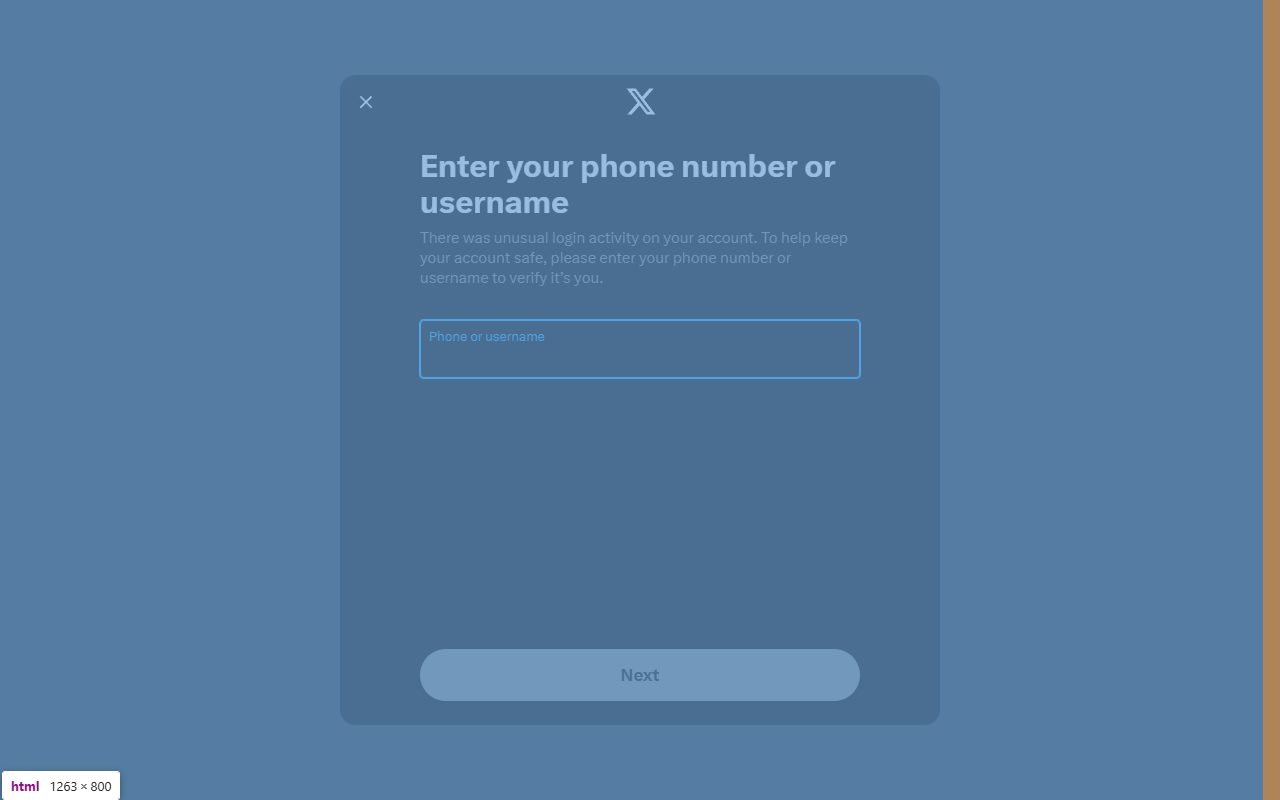 Enter your phone number or
username
There was unusual login activity on your account. To help keep
your account safe, please enter your phone number or
username to verify it’s you.
Phone or username
Next
html 1263 × 800